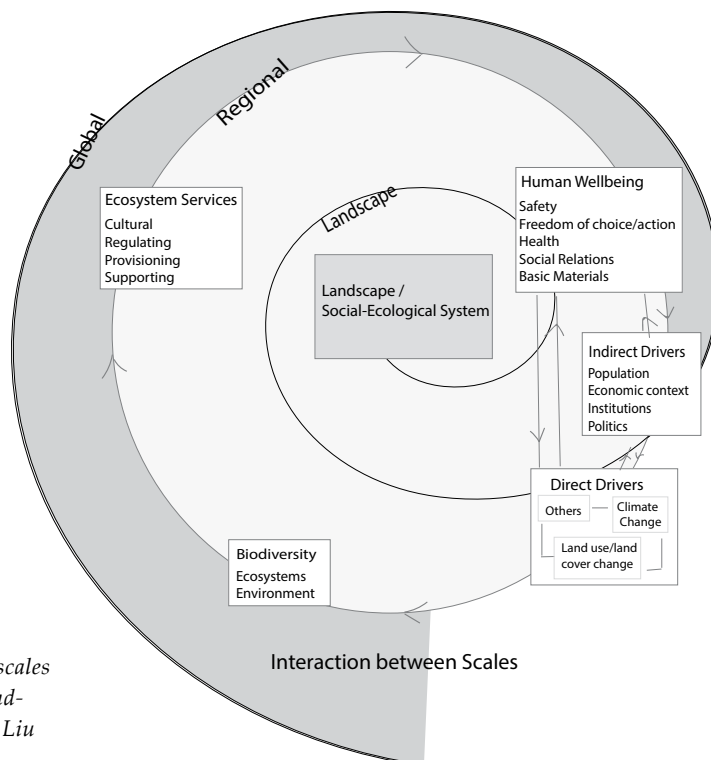 Global
Regional
Landscape
Ecosystem Services
Cultural
Regulating
Provisioning
Supporting
Human Wellbeing
Safety
Freedom of choice/action
Health
Social Relations
Basic Materials
Landscape /
Social-Ecological System
Indirect Drivers
Population
Economic context
Institutions
Politics
Direct Drivers
Others
Climate
Change
Land use/land
cover change
Biodiversity
Ecosystems
Environment
Interaction between Scales
scales
Liu